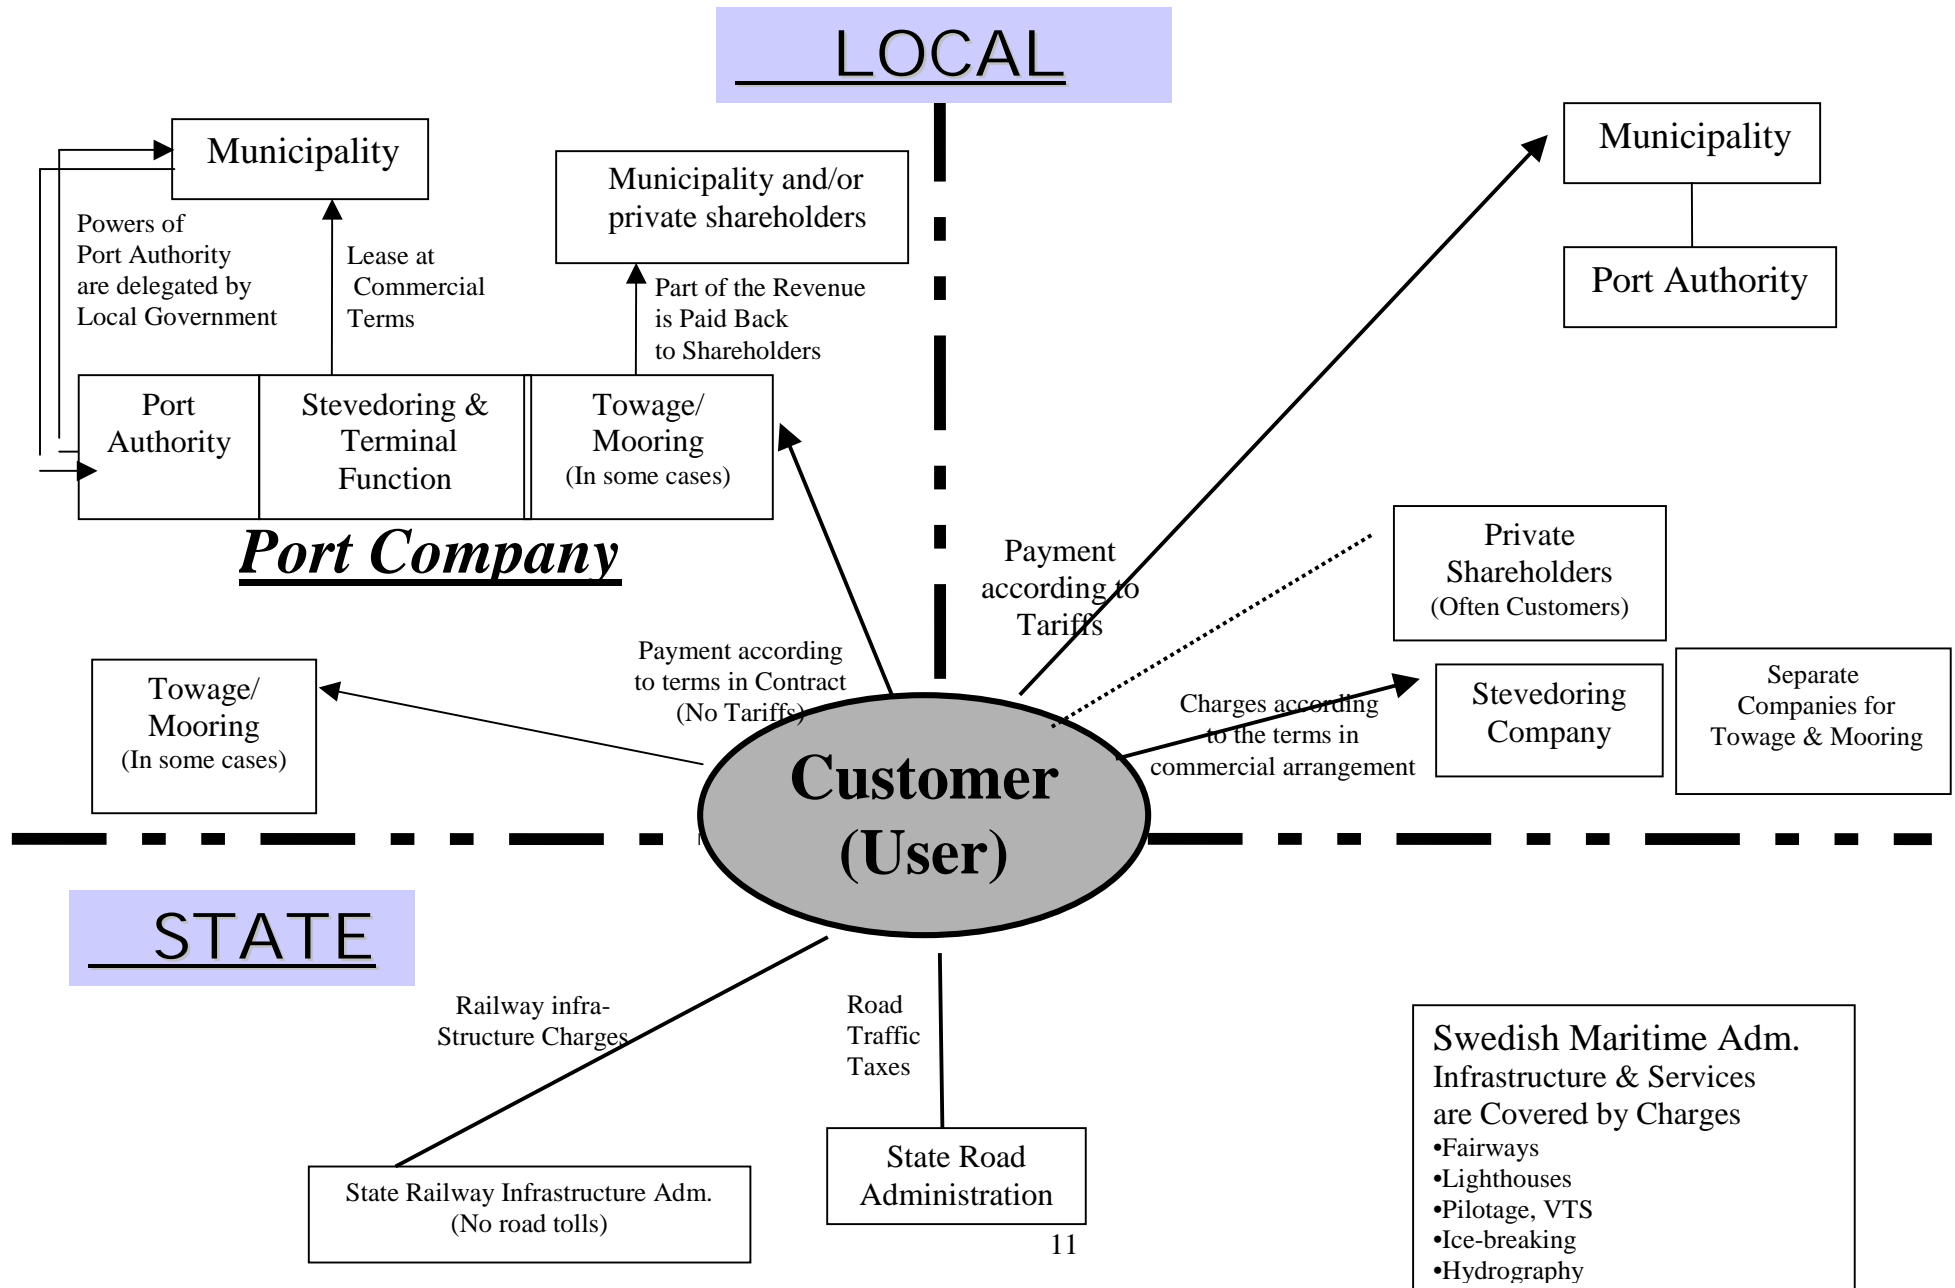 LOCAL
Municipality
Municipality and/or
private shareholders
Municipality
Port Authority
Powers of
Port Authority
are delegated by
Local Government
Lease at
Commercial
Terms
Part of the Revenue
is Paid Back
to Shareholders
Port
Authority
Stevedoring &
Terminal
Function
Towage/
Mooring
(In some cases)
Port Company
Payment
according to
Tariffs
Private
Shareholders
(Often Customers)
Towage/
Mooring
(In some cases)
Payment according
to terms in Contract
(No Tariffs)
Charges according
to the terms in
commercial arrangement
Stevedoring
Company
Separate
Companies for
Towage & Mooring
Customer
(User)
STATE
Railway infra-
Structure Charges
Road
Traffic
Taxes
State Railway Infrastructure Adm.
(No road tolls)
State Road
Administration
Swedish Maritime Adm.
Infrastructure & Services
are Covered by Charges
•Fairways
•Lighthouses
•Pilotage, VTS
•Ice-breaking
•Hydrography
11